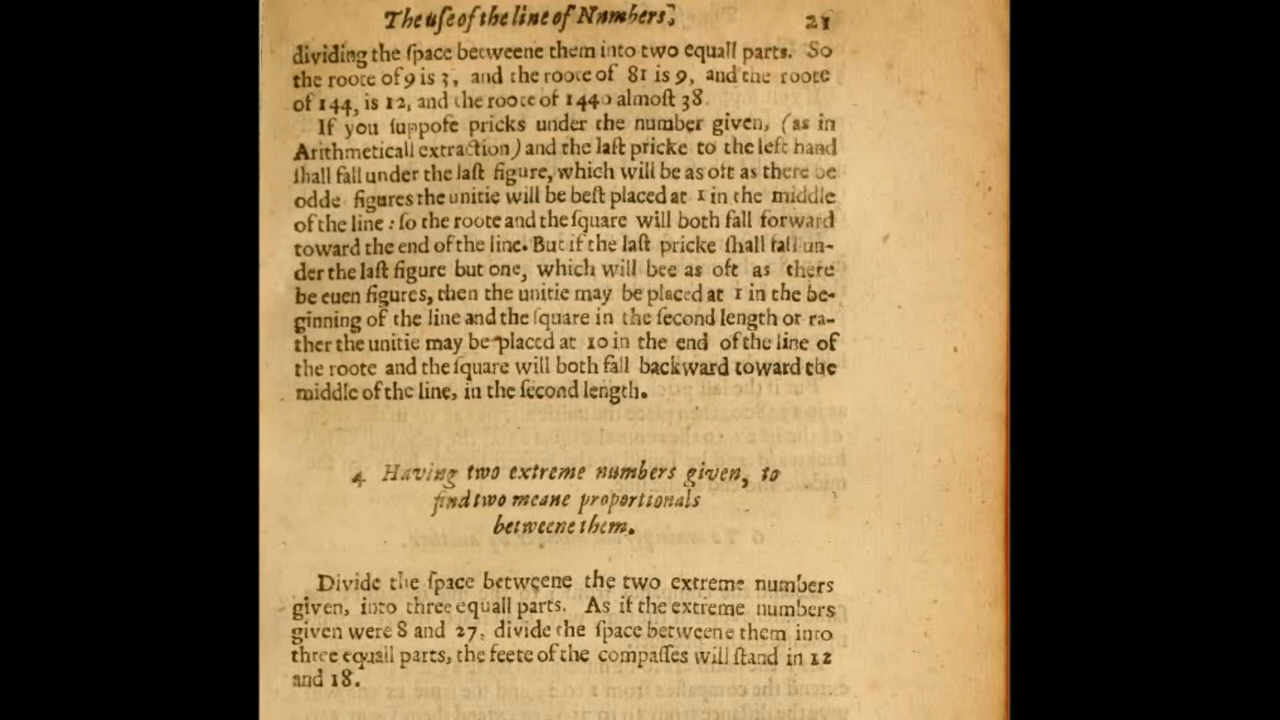 The uſe of the line of Numbers. 21
dividing the ſpace betweene them into two equall parts. So
the roote of 9 is 3, and the roote of 81 is 9, and the roote
of 144, is 12, and the roote of 1440 almoſt 38.
If you ſuppoſe pricks under the number given, (as in
Arithmeticall extraction) and the laſt pricke to the left hand
ſhall fall under the laſt figure, which will be as oft as there be
odde figures the unitie will be beſt placed at 1 in the middle
of the line : ſo the roote and the ſquare will both fall forward
toward the end of the line. But if the laſt pricke ſhall fall un-
der the laſt figure but one, which will bee as oft as there
be euen figures, then the unitie may be placed at 1 in the be-
ginning of the line and the ſquare in the ſecond length or ra-
ther the unitie may be placed at 10 in the end of the line of
the roote and the ſquare will both fall backward toward the
middle of the line, in the ſecond length.
4 Having two extreme numbers given, to
find two meane proportionals
betweene them.
Divide the ſpace betweene the two extreme numbers
given, into three equall parts. As if the extreme numbers
given were 8 and 27, divide the ſpace betweene them into
three equall parts, the feete of the compaſſes will ſtand in 12
and 18.